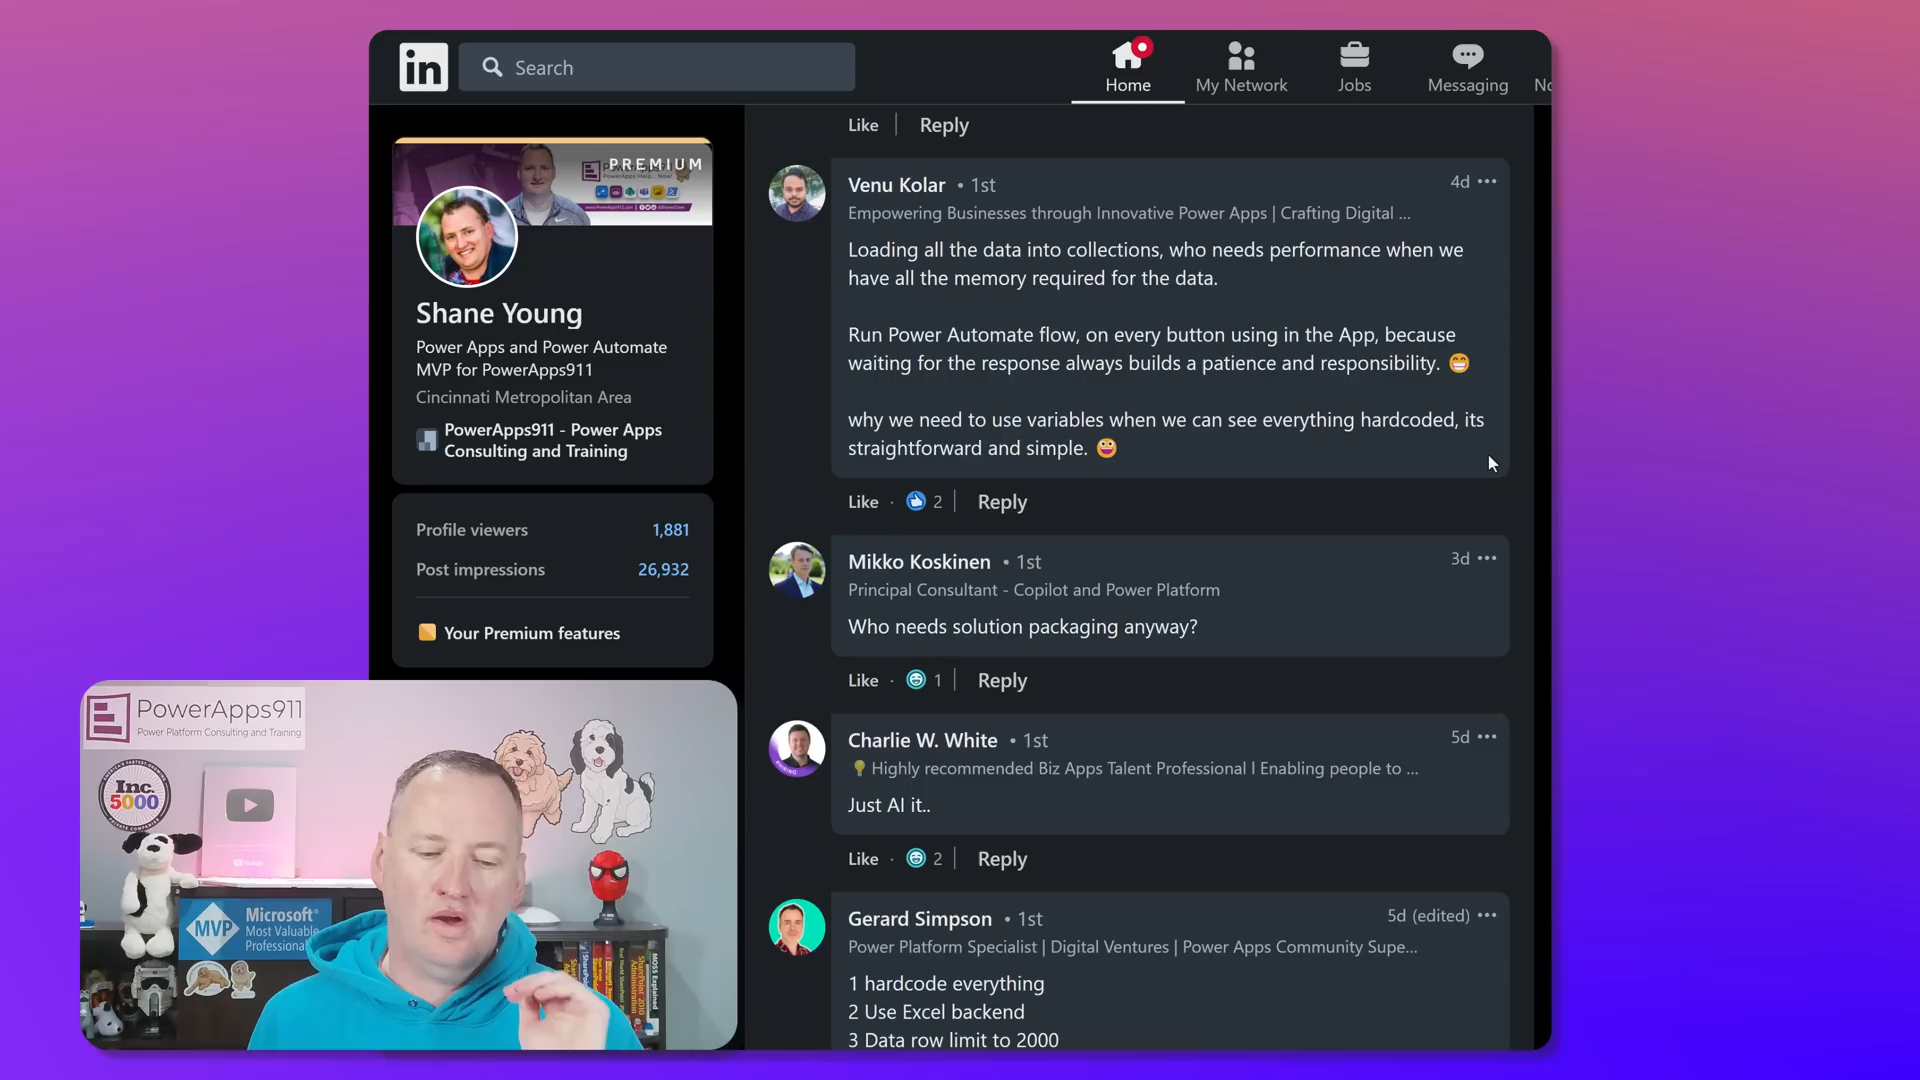 in
Search
Home
My Network
Jobs
Messaging
PREMIUM
Shane Young
Power Apps and Power Automate
MVP for PowerApps911
Cincinnati Metropolitan Area
PowerApps911 - Power Apps
Consulting and Training
Profile viewers 1,881
Post impressions 26,932
Your Premium features
Like Reply
Venu Kolar • 1st 4d
Empowering Businesses through Innovative Power Apps | Crafting Digital ...
Loading all the data into collections, who needs performance when we
have all the memory required for the data.
Run Power Automate flow, on every button using in the App, because
waiting for the response always builds a patience and responsibility. 😁
why we need to use variables when we can see everything hardcoded, its
straightforward and simple. 😀
Like · 2 Reply
Mikko Koskinen • 1st 3d
Principal Consultant - Copilot and Power Platform
Who needs solution packaging anyway?
Like · 1 Reply
Charlie W. White • 1st 5d
💡 Highly recommended Biz Apps Talent Professional l Enabling people to ...
Just AI it..
Like · 2 Reply
Gerard Simpson • 1st 5d (edited)
Power Platform Specialist | Digital Ventures | Power Apps Community Supe...
1 hardcode everything
2 Use Excel backend
3 Data row limit to 2000
PowerApps911
Power Platform Consulting and Training
Inc.
5000
MVP
Microsoft®
Most Valuable
Professional
MOSS Explained